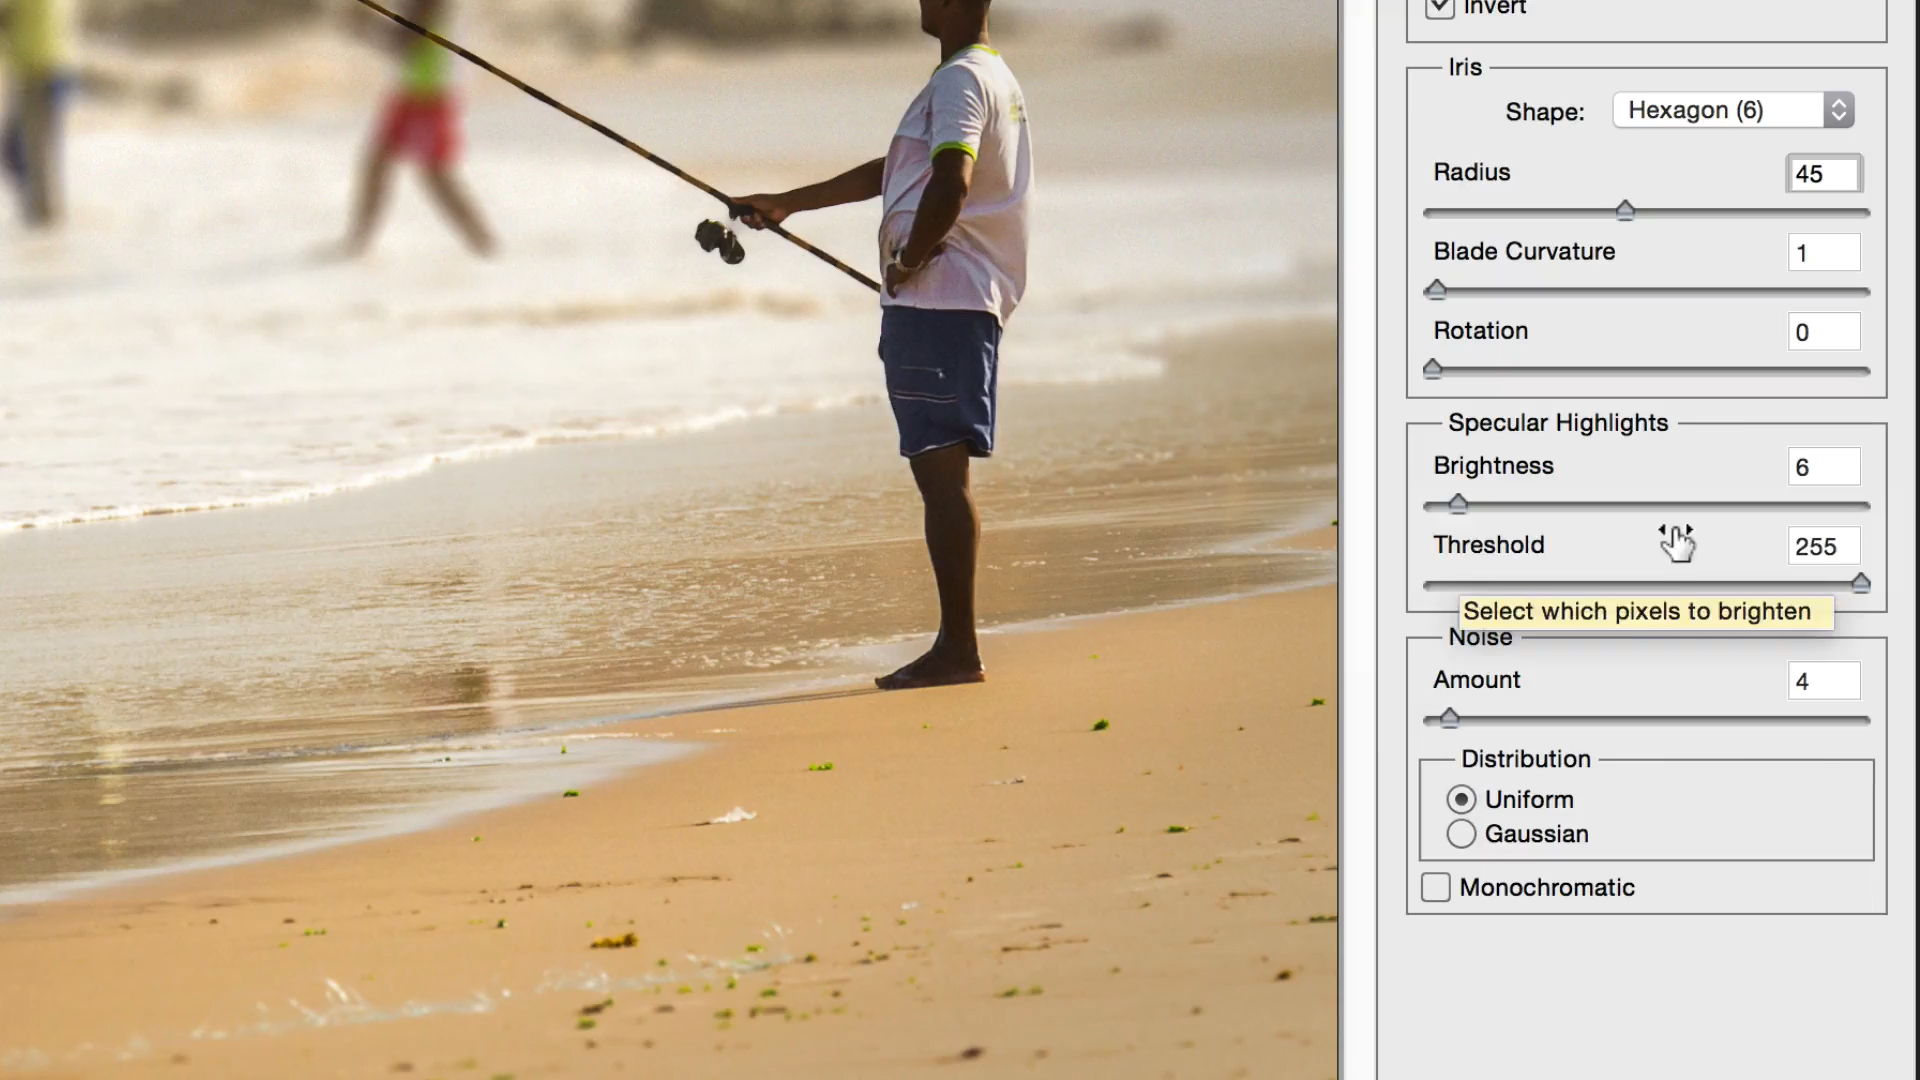 Invert
Iris
Shape: Hexagon (6)
Radius 45
Blade Curvature 1
Rotation 0
Specular Highlights
Brightness 6
Threshold 255
Select which pixels to brighten
Noise
Amount 4
Distribution
Uniform
Gaussian
Monochromatic